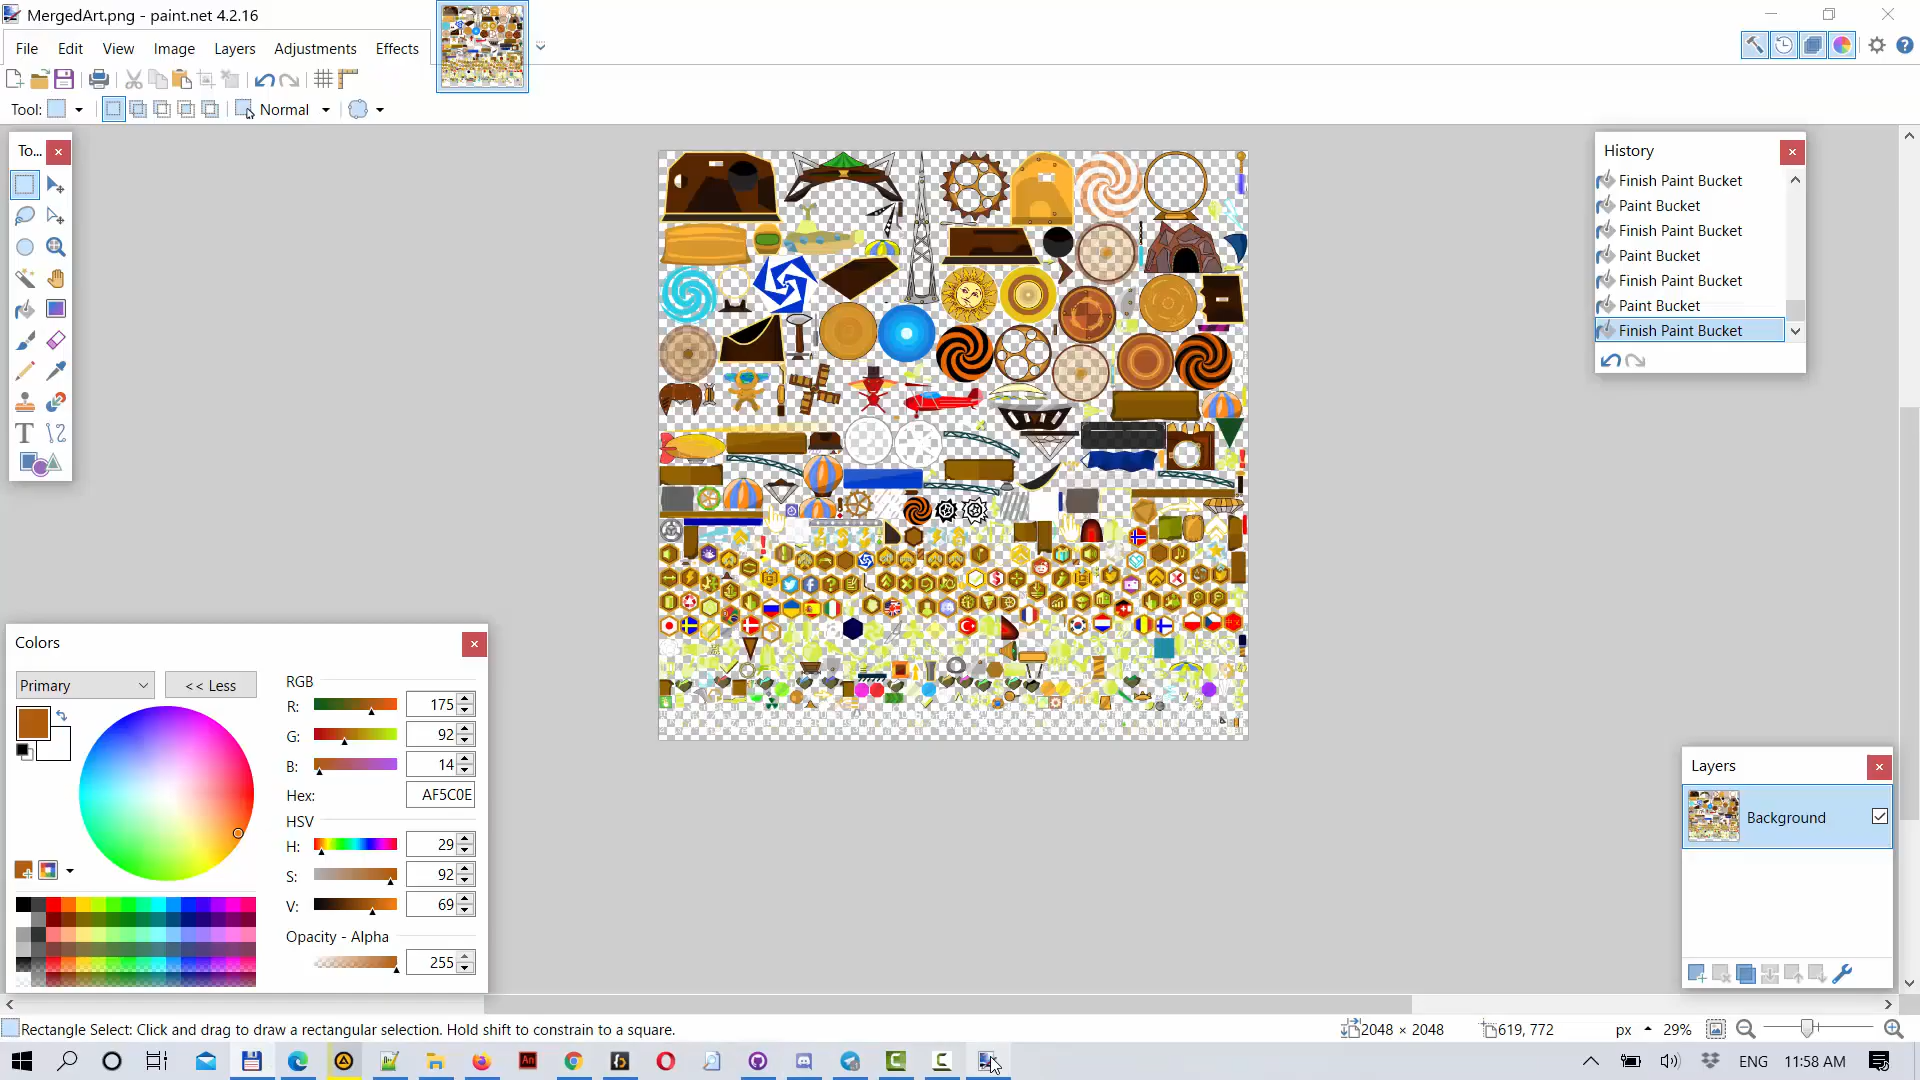 MergedArt.png - paint.net 4.2.16
File Edit View Image Layers Adjustments Effects
Tool: Normal
To...
History
Finish Paint Bucket
Paint Bucket
Finish Paint Bucket
Paint Bucket
Finish Paint Bucket
Paint Bucket
Finish Paint Bucket
Colors
Primary
<< Less
RGB
R: 175
G: 92
B: 14
Hex: AF5C0E
HSV
H: 29
S: 92
V: 69
Opacity - Alpha
255
Layers
Background
Rectangle Select: Click and drag to draw a rectangular selection. Hold shift to constrain to a square.
2048 × 2048
619, 772
px
29%
An
ENG
11:58 AM